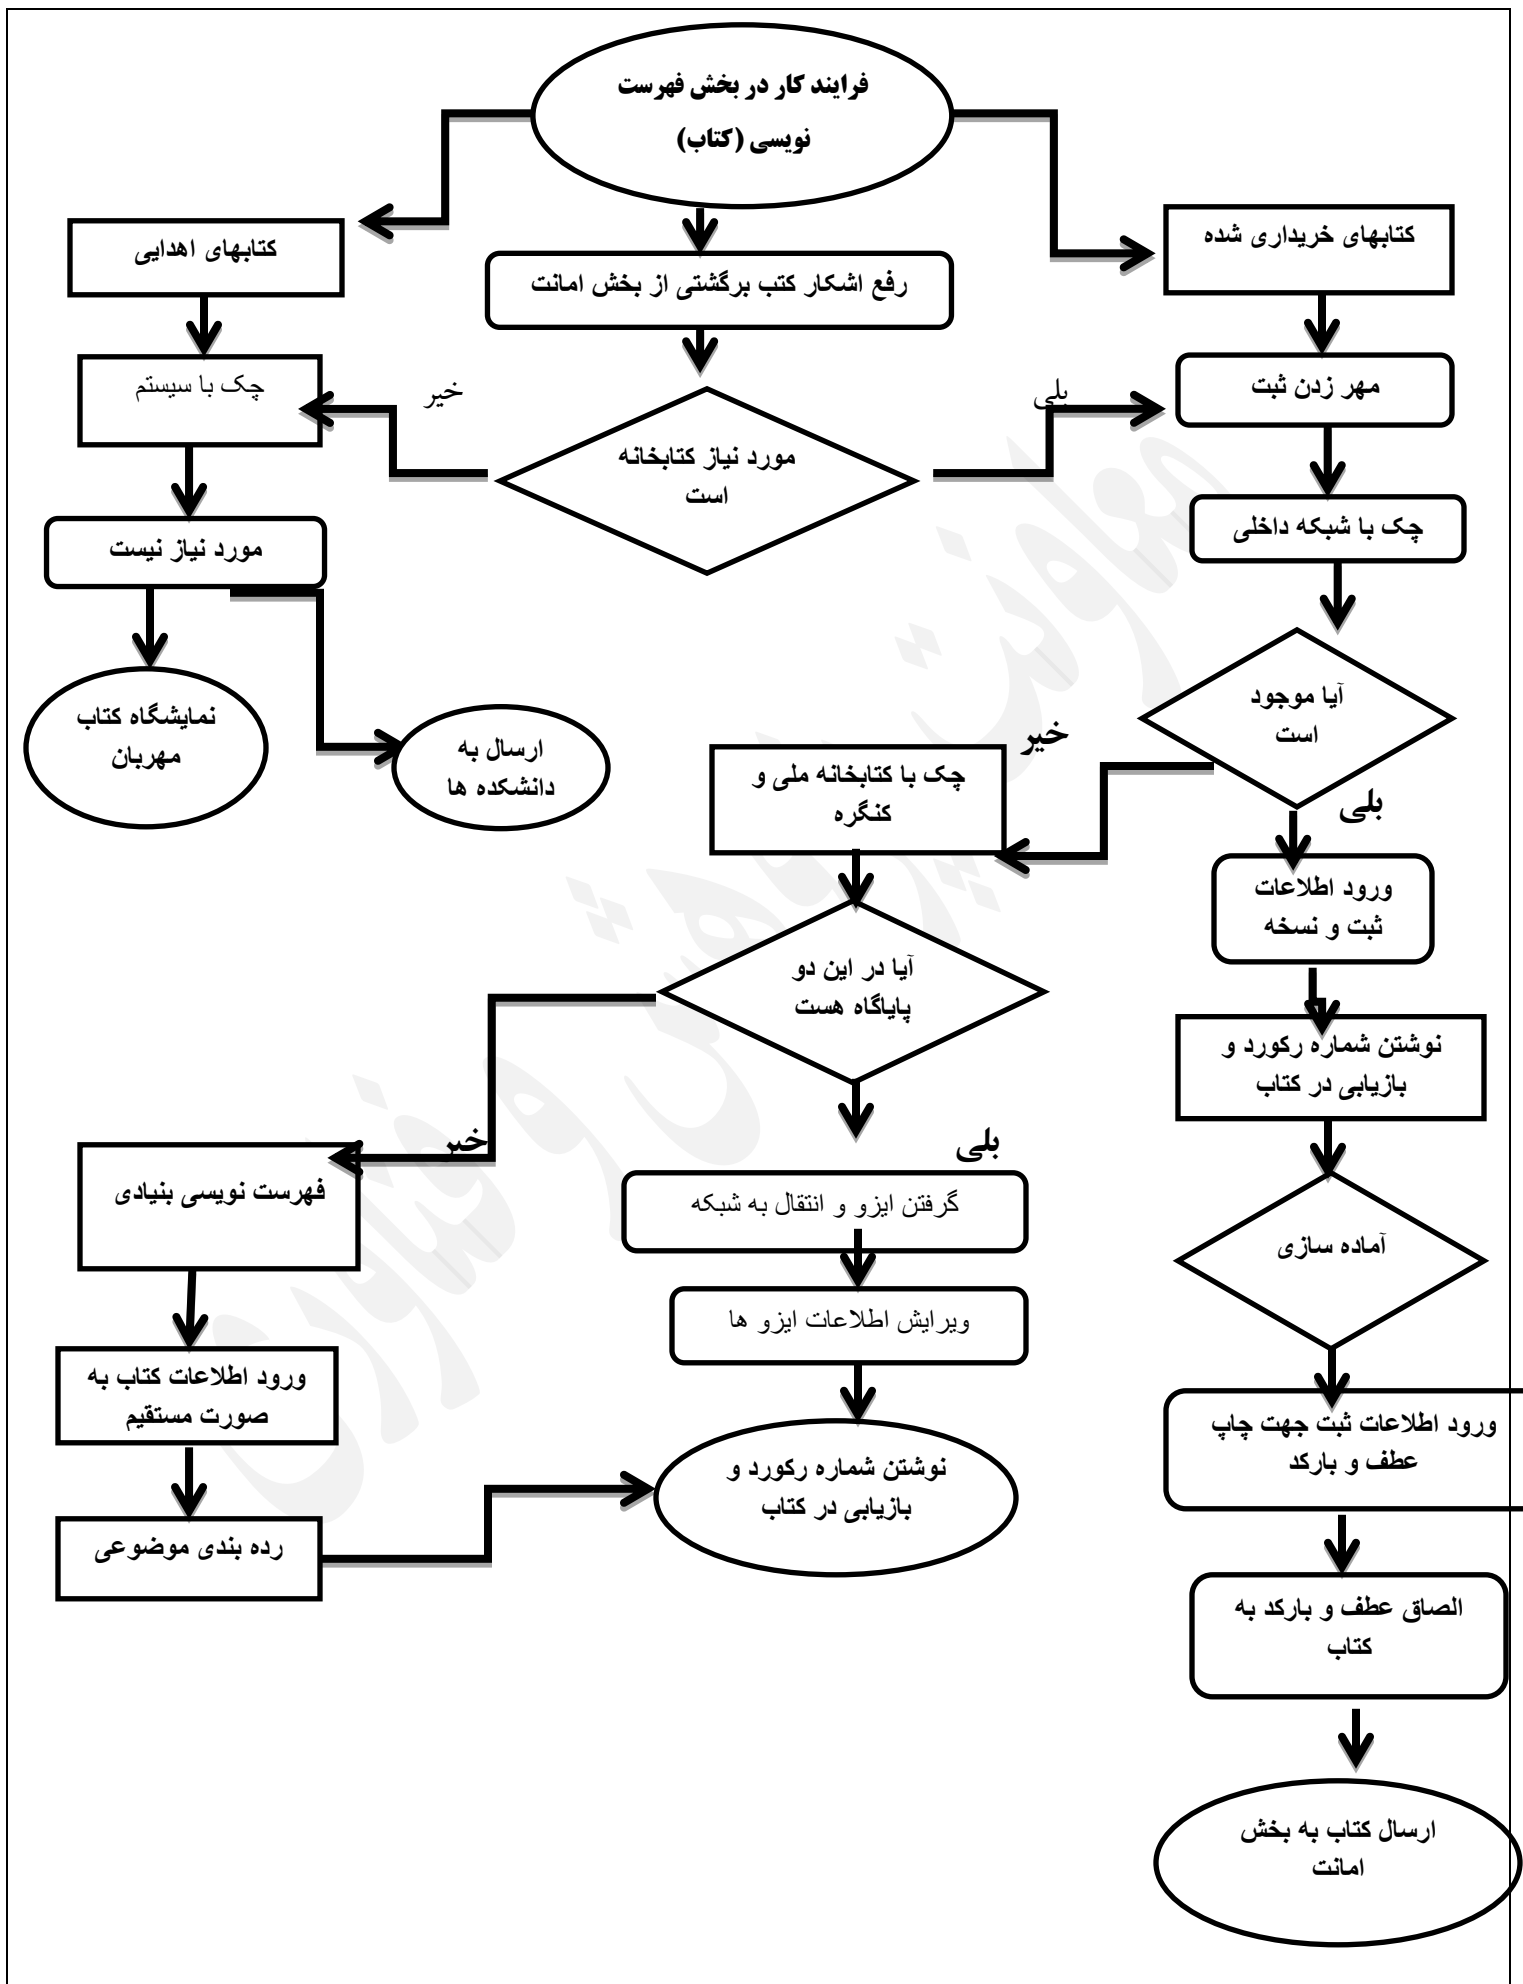 فرایند کار در بخش فهرست
نویسی (کتاب)
کتابهای خریداری شده
کتابهای اهدایی
رفع اشکار کتب برگشتی از بخش امانت
مهر زدن ثبت
بلی
خیر
چک با سیستم
مورد نیاز کتابخانه
است
چک با شبکه داخلی
مورد نیاز نیست
آیا موجود
است
نمایشگاه کتاب
مهربان
ارسال به
دانشکده ها
خیر
چک با کتابخانه ملی و
کنگره
بلی
ورود اطلاعات
ثبت و نسخه
آیا در این دو
پایاگاه هست
نوشتن شماره رکورد و
بازیابی در کتاب
بلی
خیر
فهرست نویسی بنیادی
گرفتن ایزو و انتقال به شبکه
آماده سازی
ویرایش اطلاعات ایزو ها
ورود اطلاعات کتاب به
صورت مستقیم
ورود اطلاعات ثبت جهت چاپ
عطف و بارکد
نوشتن شماره رکورد و
بازیابی در کتاب
رده بندی موضوعی
الصاق عطف و بارکد به
کتاب
ارسال کتاب به بخش
امانت
معاونت پژوهش و فناوری